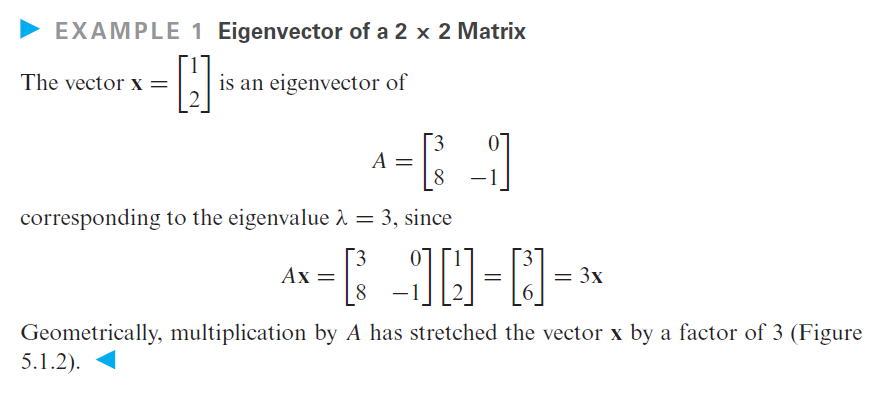 ▶ EXAMPLE 1 Eigenvector of a 2 × 2 Matrix
The vector x = [1; 2] is an eigenvector of
A = [3 0; 8 −1]
corresponding to the eigenvalue λ = 3, since
Ax = [3 0; 8 −1][1; 2] = [3; 6] = 3x
Geometrically, multiplication by A has stretched the vector x by a factor of 3 (Figure
5.1.2). ◀